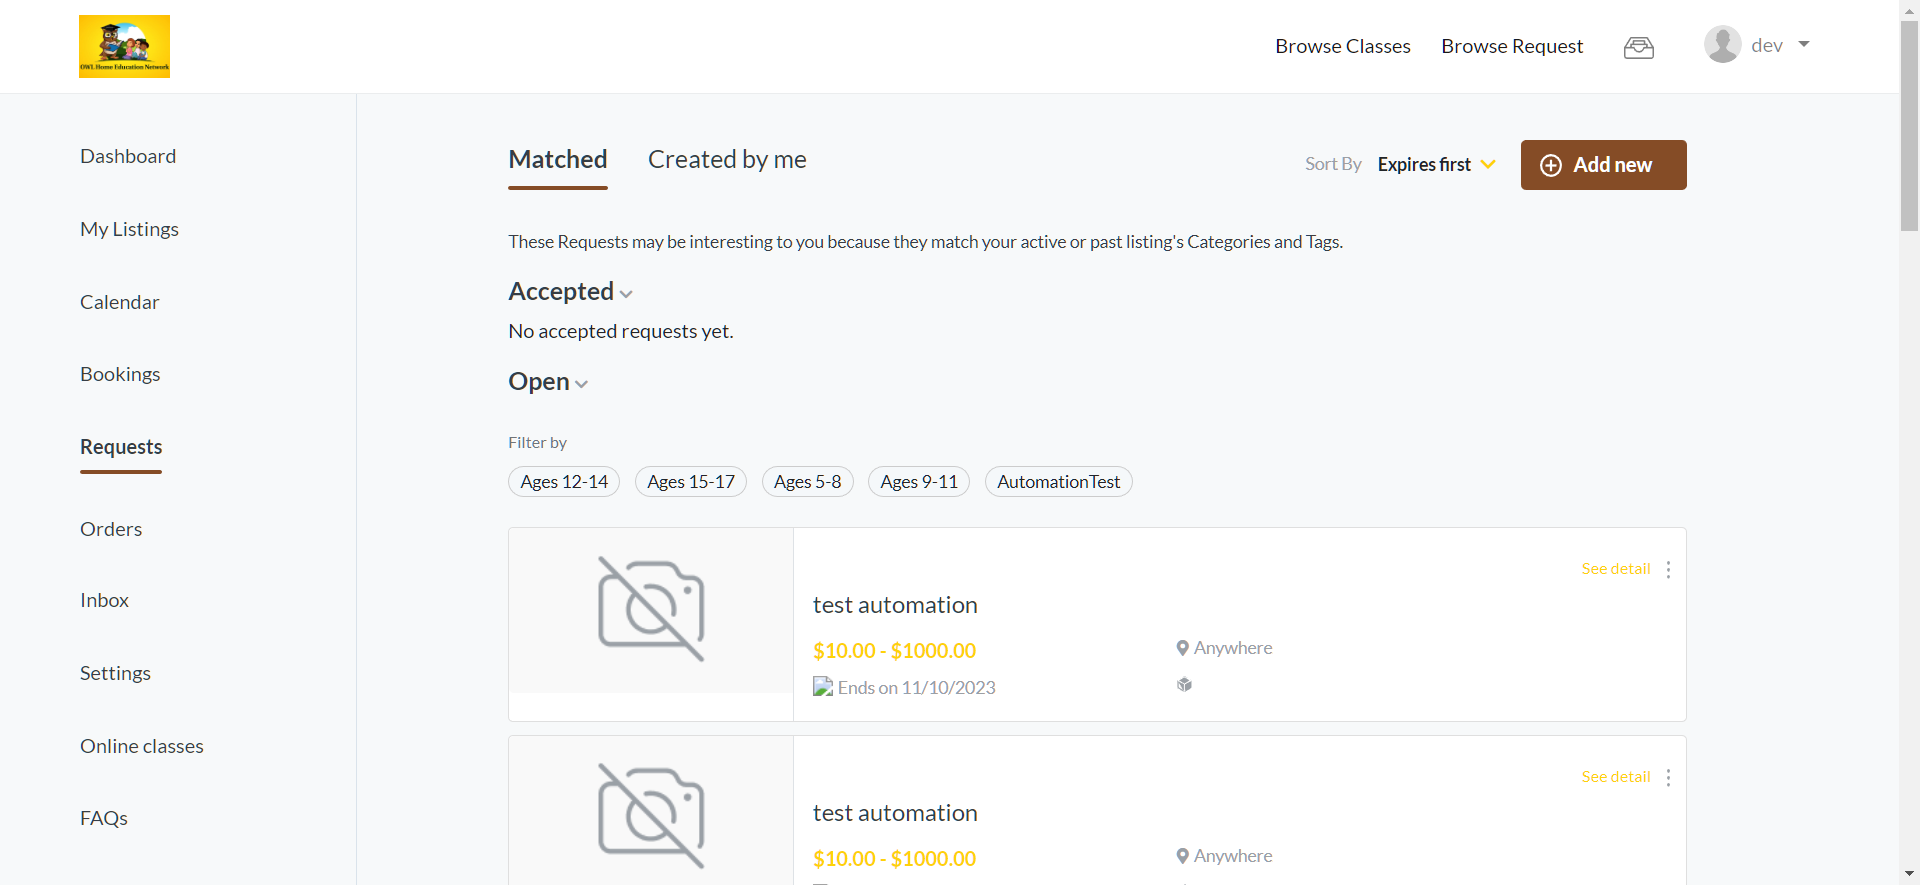 OWL Home Education Network
Browse Classes
Browse Request
dev
Dashboard
My Listings
Calendar
Bookings
Requests
Orders
Inbox
Settings
Online classes
FAQs
Matched
Created by me
Sort By Expires first
Add new
These Requests may be interesting to you because they match your active or past listing's Categories and Tags.
Accepted
No accepted requests yet.
Open
Filter by
Ages 12-14
Ages 15-17
Ages 5-8
Ages 9-11
AutomationTest
See detail
test automation
$10.00 - $1000.00
Anywhere
Ends on 11/10/2023
See detail
test automation
$10.00 - $1000.00
Anywhere